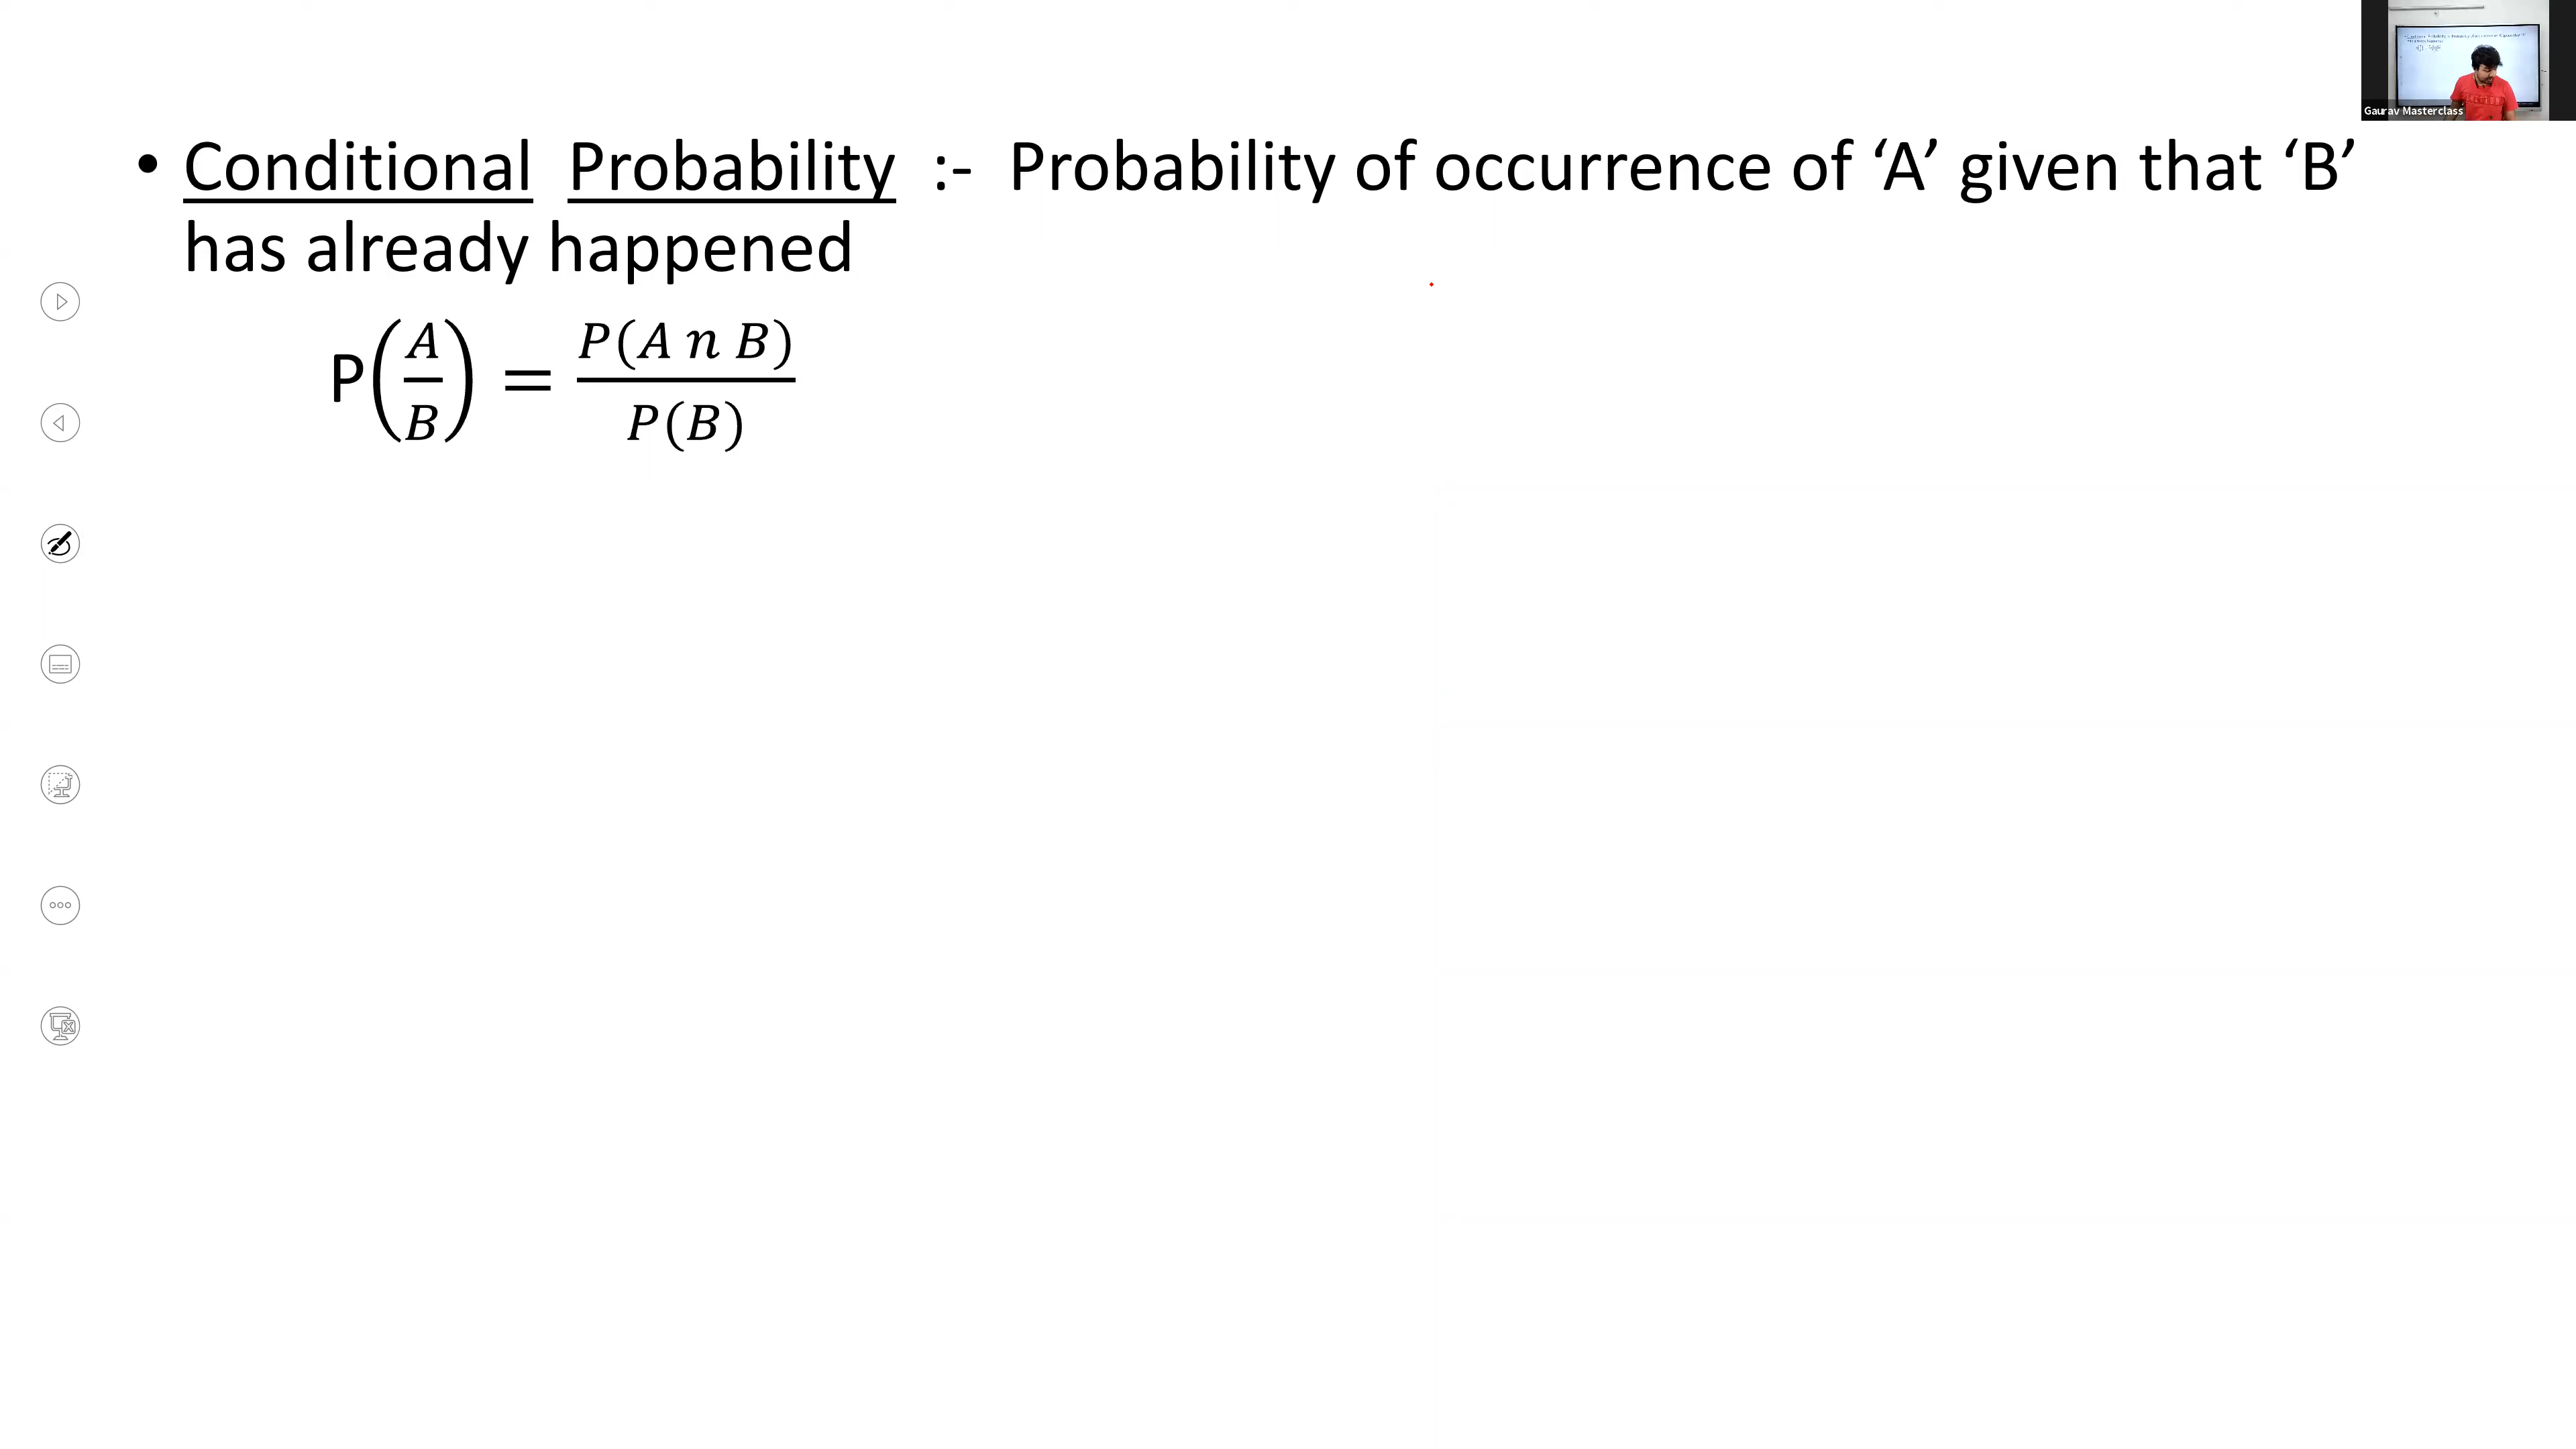 Gaurav Masterclass
• Conditional Probability :- Probability of occurrence of ‘A’ given that ‘B’
has already happened
P(A/B) = P(A n B)/P(B)